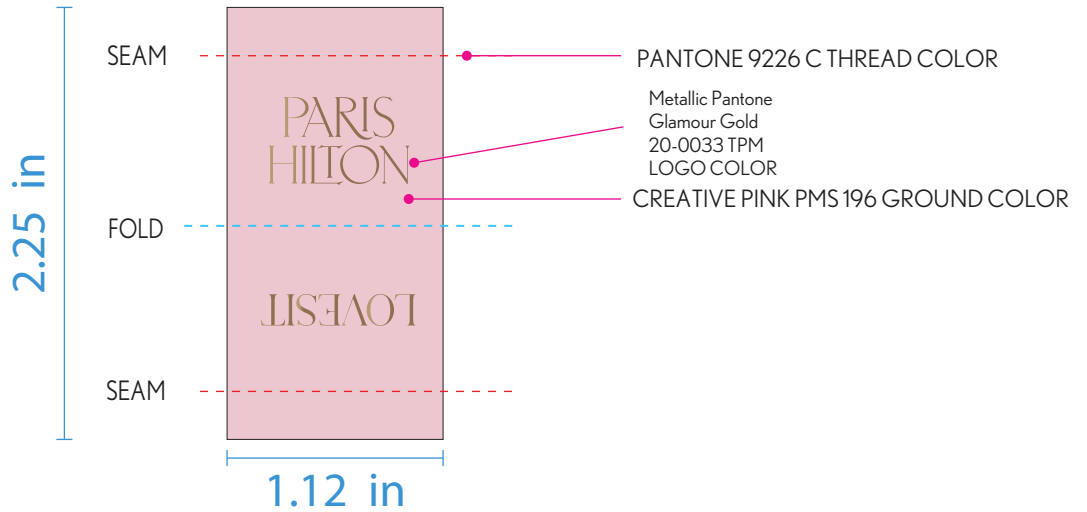 SEAM
PANTONE 9226 C THREAD COLOR
Metallic Pantone
Glamour Gold
20-0033 TPM
LOGO COLOR
PARIS
HILTON
CREATIVE PINK PMS 196 GROUND COLOR
2.25 in
FOLD
LOVESIT
SEAM
1.12 in